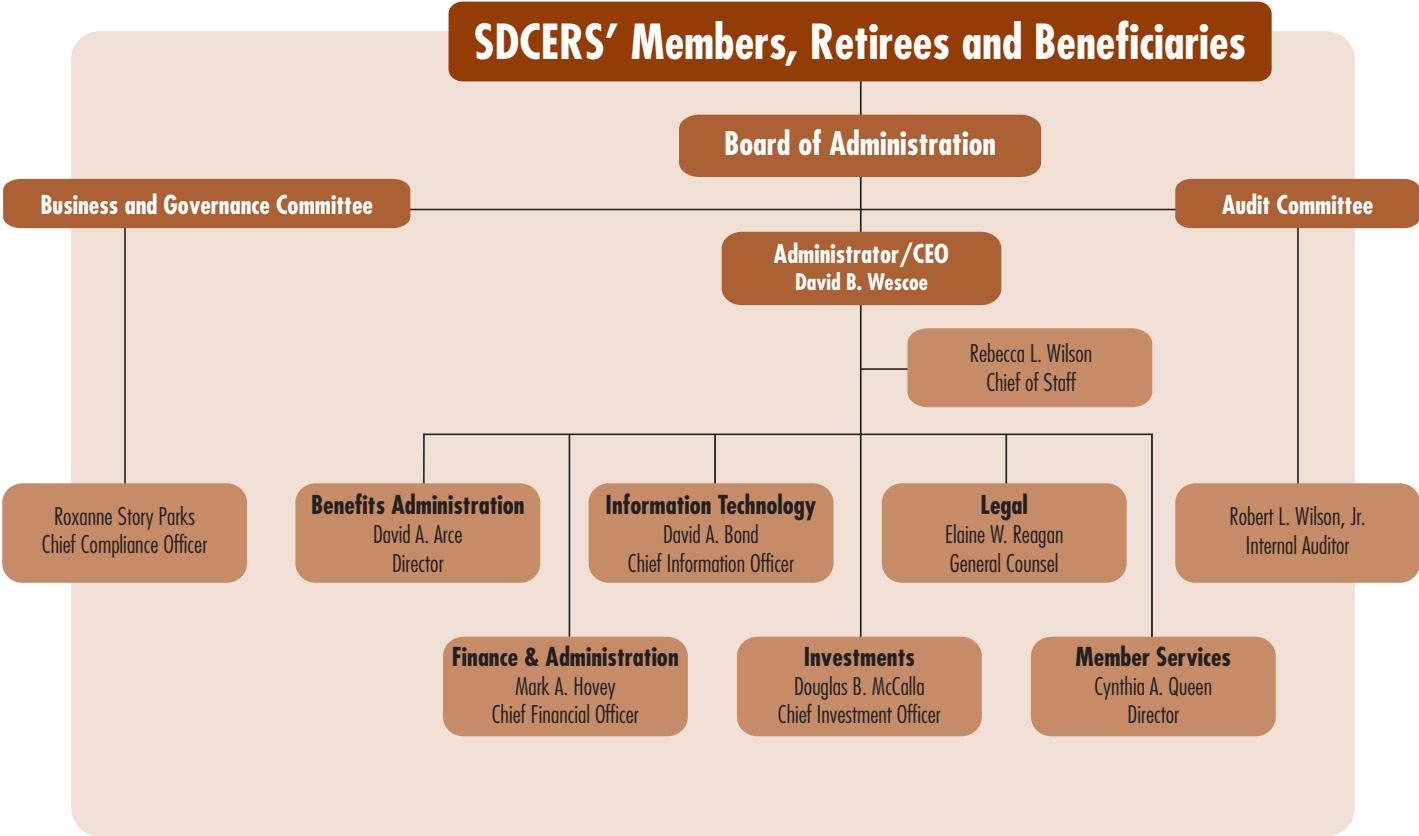 SDCERS’ Members, Retirees and Beneficiaries
Board of Administration
Business and Governance Committee
Audit Committee
Administrator/CEO
David B. Wescoe
Rebecca L. Wilson
Chief of Staff
Roxanne Story Parks
Chief Compliance Officer
Benefits Administration
David A. Arce
Director
Information Technology
David A. Bond
Chief Information Officer
Legal
Elaine W. Reagan
General Counsel
Robert L. Wilson, Jr.
Internal Auditor
Finance & Administration
Mark A. Hovey
Chief Financial Officer
Investments
Douglas B. McCalla
Chief Investment Officer
Member Services
Cynthia A. Queen
Director